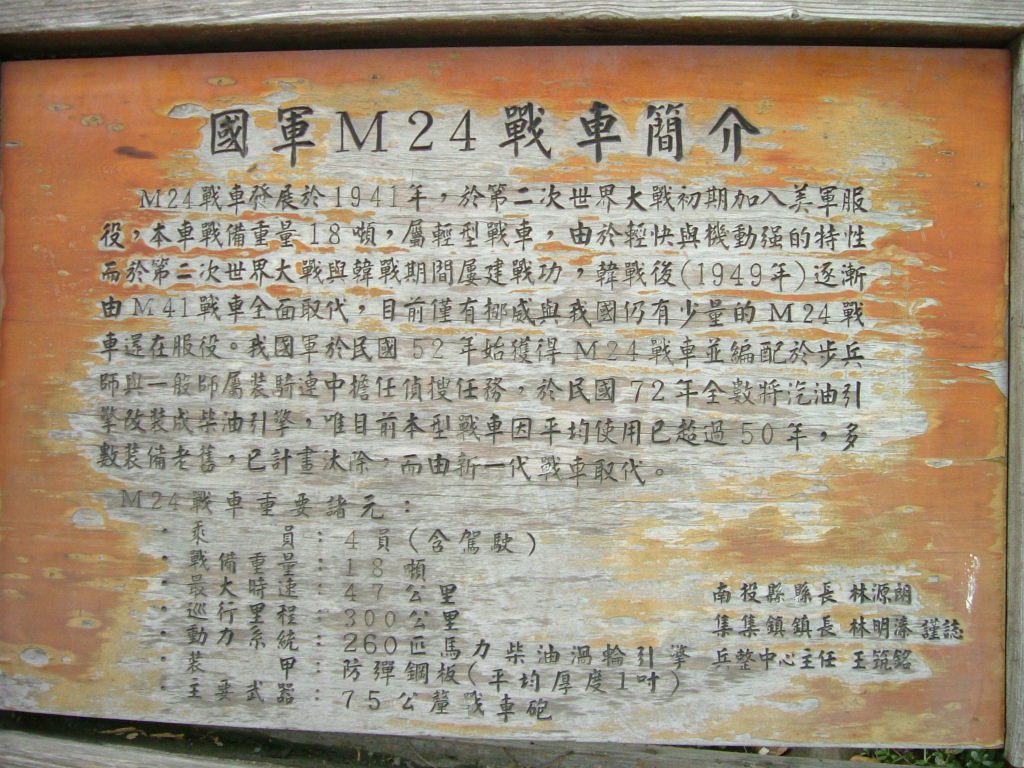 國軍M24戰車簡介
M24戰車發展於1941年，於第二次世界大戰初期加入美軍服
役，本車戰備重量18噸，屬輕型戰車，由於輕快與機動强的特性
而於第二次世界大戰與韓戰期間屢建戰功，韓戰後(1949年)逐漸
由M41戰車全面取代，目前僅有挪威與我國仍有少量的M24戰
車還在服役。我國軍於民國52年始獲得M24戰車並編配於步兵
師與一般師屬裝騎連中擔任偵搜任務，於民國72年全數將汽油引
擎改裝成柴油引擎，唯目前本型戰車因平均使用已超過50年，多
數裝備老舊，已計畫汰除，而由新一代戰車取代。
M24戰車重要諸元：
·乘員：4員(含駕駛)
·戰備重量：18噸
·最大時速：47公里
·巡行里程：300公里
·動力系統：260匹馬力柴油渦輪引擎
·裝甲：防彈鋼板(平均厚度1吋)
·主要武器：75公釐戰車砲
南投縣縣長 林源朗
集集鎮鎮長 林明溱 謹誌
兵整中心主任 王筑銘